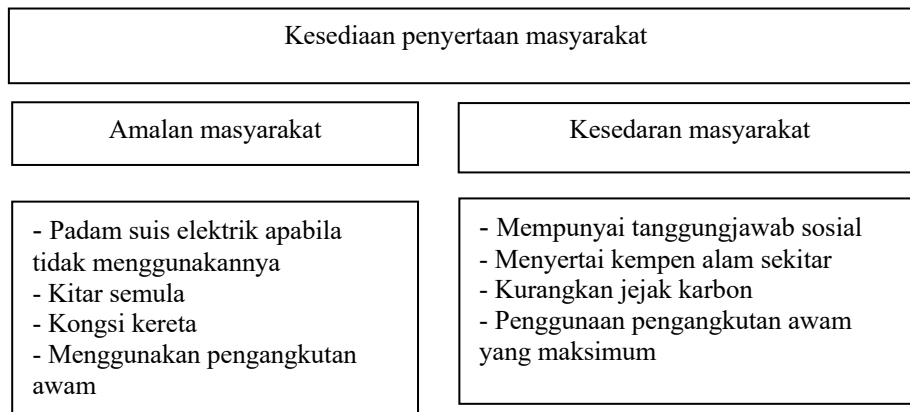 Kesediaan penyertaan masyarakat
Amalan masyarakat
Kesedaran masyarakat
- Padam suis elektrik apabila
tidak menggunakannya
- Kitar semula
- Kongsi kereta
- Menggunakan pengangkutan
awam
- Mempunyai tanggungjawab sosial
- Menyertai kempen alam sekitar
- Kurangkan jejak karbon
- Penggunaan pengangkutan awam
yang maksimum